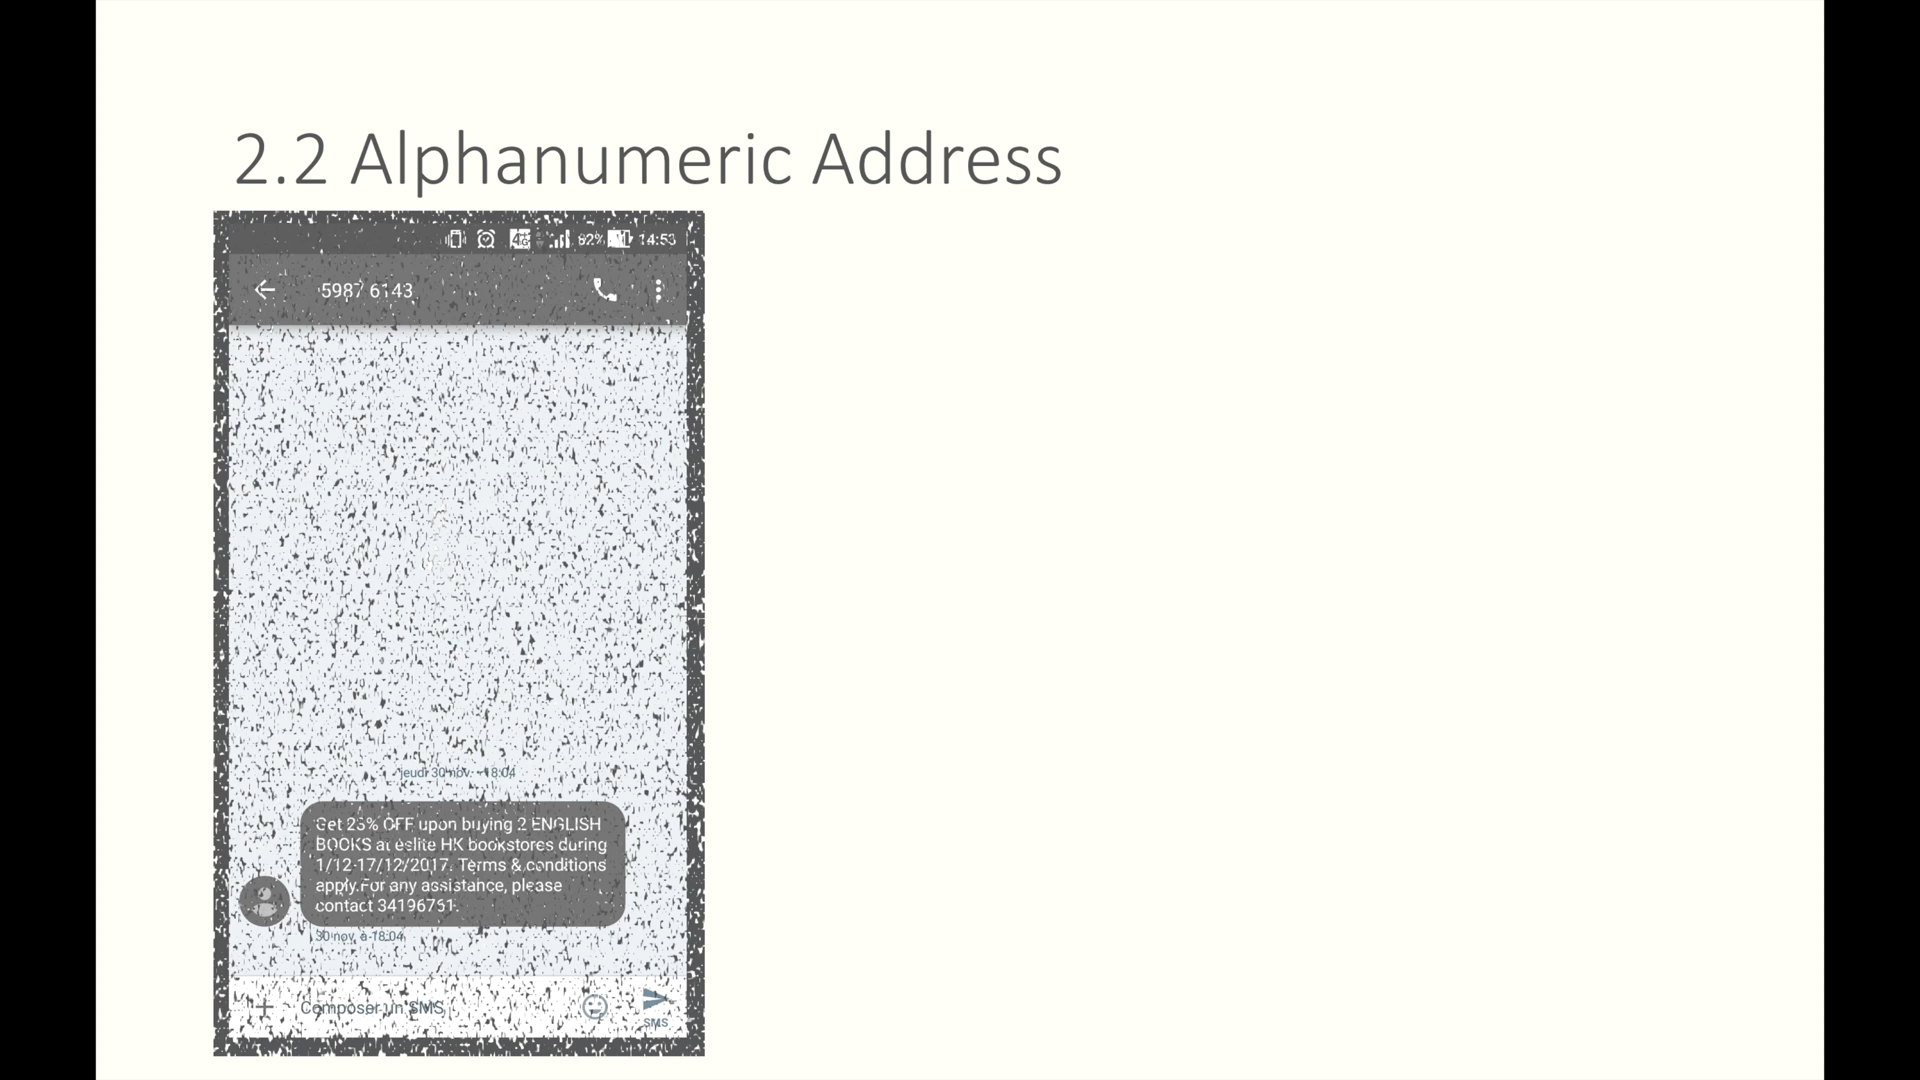 2.2 Alphanumeric Address
82% 14:53
5987 6143
jeudi 30 nov. · 18:04
Get 25% OFF upon buying 2 ENGLISH
BOOKS at eslite HK bookstores during
1/12-17/12/2017. Terms & conditions
apply.For any assistance, please
contact 34196761.
30 nov. à 18:04
Composer un SMS
SMS